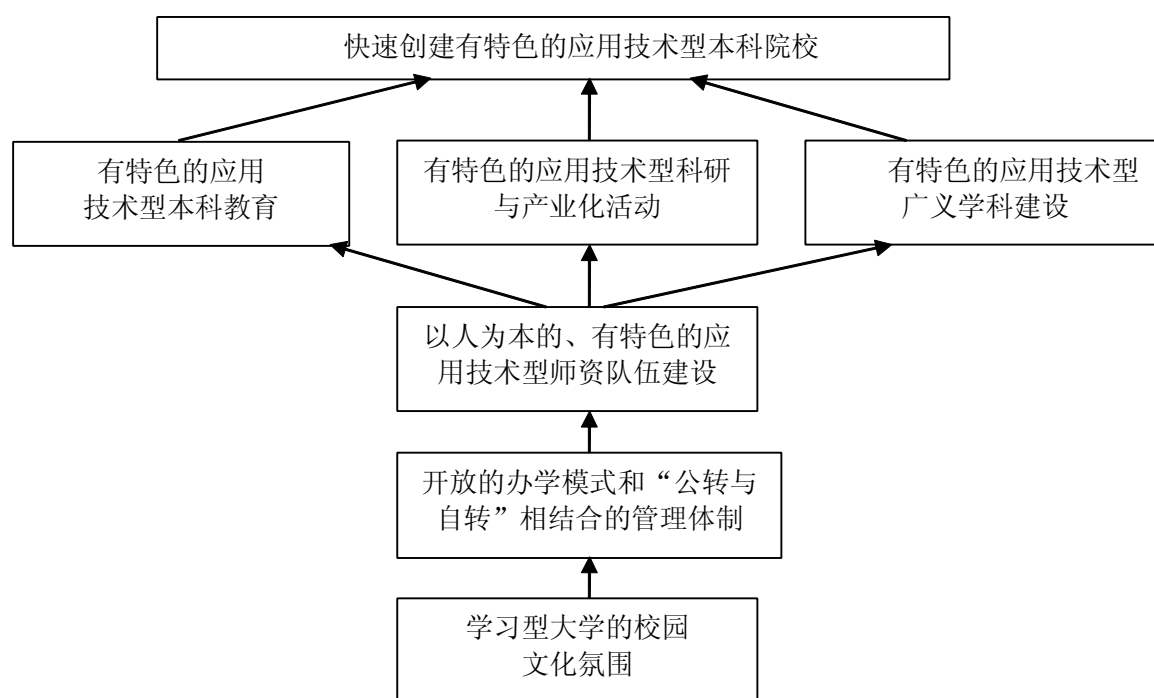 快速创建有特色的应用技术型本科院校
有特色的应用
技术型本科教育
有特色的应用技术型科研
与产业化活动
有特色的应用技术型
广义学科建设
以人为本的、有特色的应
用技术型师资队伍建设
开放的办学模式和“公转与
自转”相结合的管理体制
学习型大学的校园
文化氛围